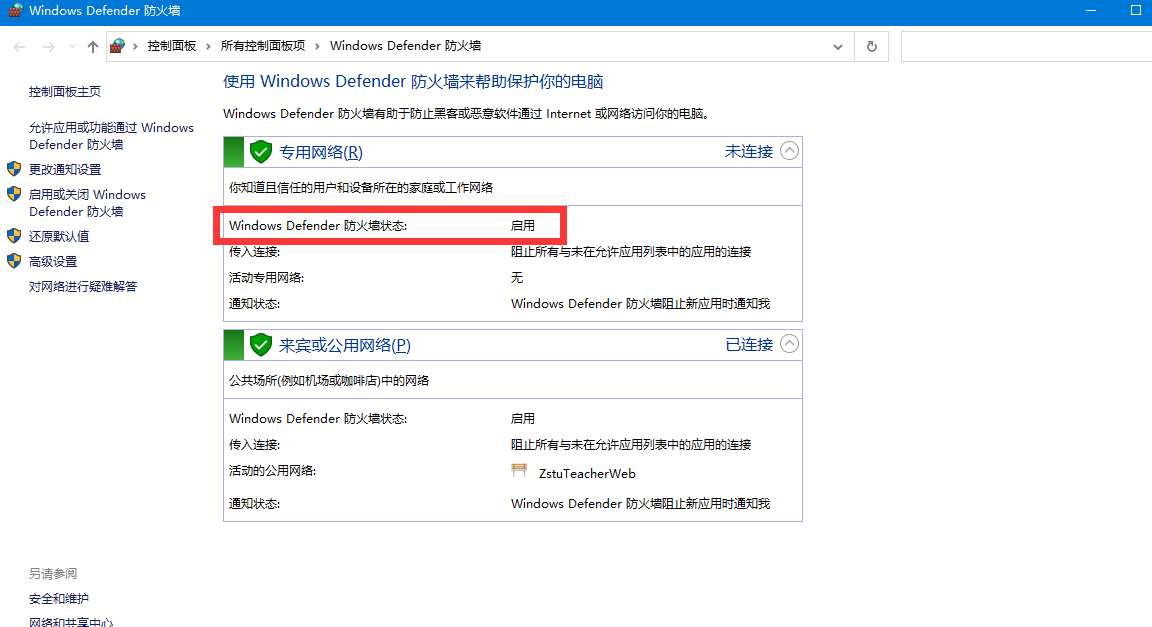 Windows Defender 防火墙
控制面板 › 所有控制面板项 › Windows Defender 防火墙
控制面板主页
允许应用或功能通过 Windows
Defender 防火墙
更改通知设置
启用或关闭 Windows
Defender 防火墙
还原默认值
高级设置
对网络进行疑难解答
使用 Windows Defender 防火墙来帮助保护你的电脑
Windows Defender 防火墙有助于防止黑客或恶意软件通过 Internet 或网络访问你的电脑。
专用网络(R) 未连接
你知道且信任的用户和设备所在的家庭或工作网络
Windows Defender 防火墙状态: 启用
传入连接: 阻止所有与未在允许应用列表中的应用的连接
活动专用网络: 无
通知状态: Windows Defender 防火墙阻止新应用时通知我
来宾或公用网络(P) 已连接
公共场所(例如机场或咖啡店)中的网络
Windows Defender 防火墙状态: 启用
传入连接: 阻止所有与未在允许应用列表中的应用的连接
活动的公用网络: ZstuTeacherWeb
通知状态: Windows Defender 防火墙阻止新应用时通知我
另请参阅
安全和维护
网络和共享中心